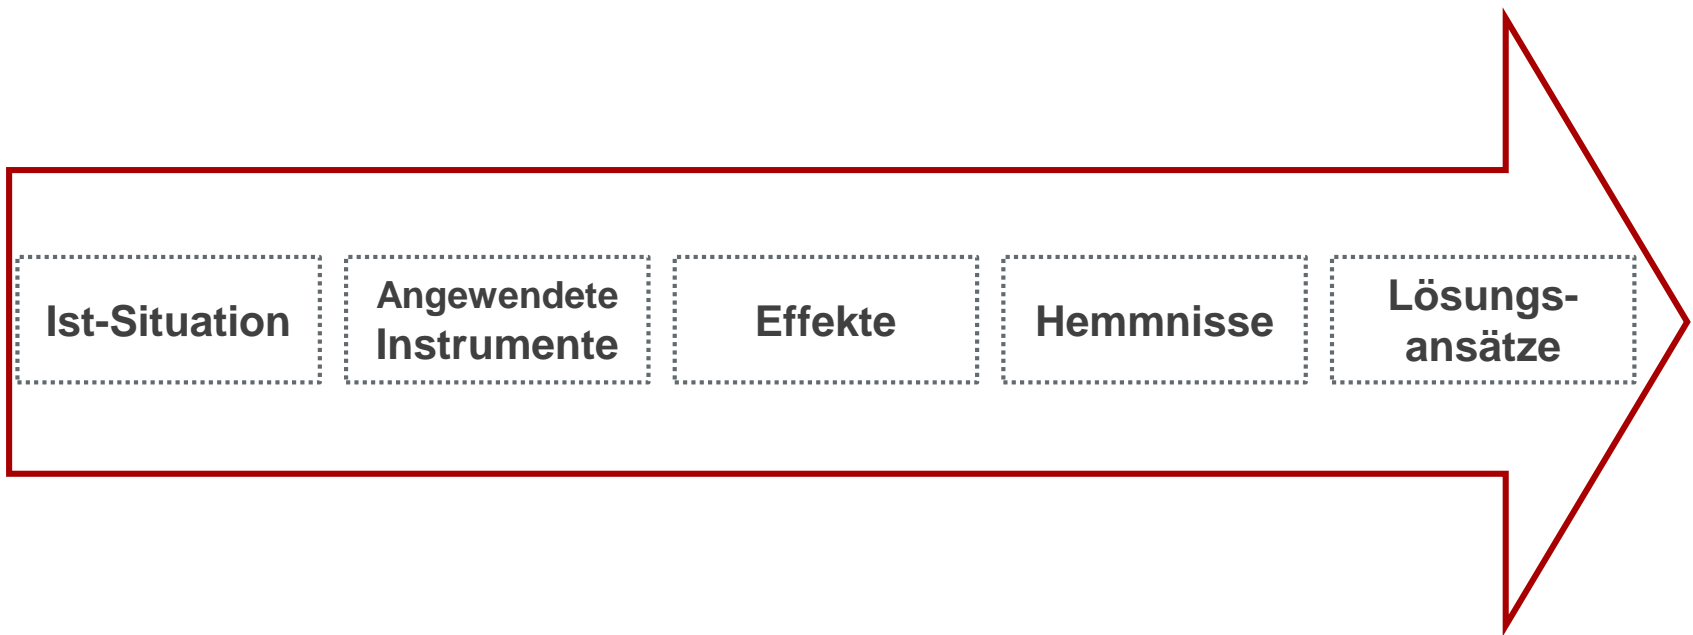 Ist-Situation
Angewendete
Instrumente
Effekte
Hemmnisse
Lösungs-
ansätze